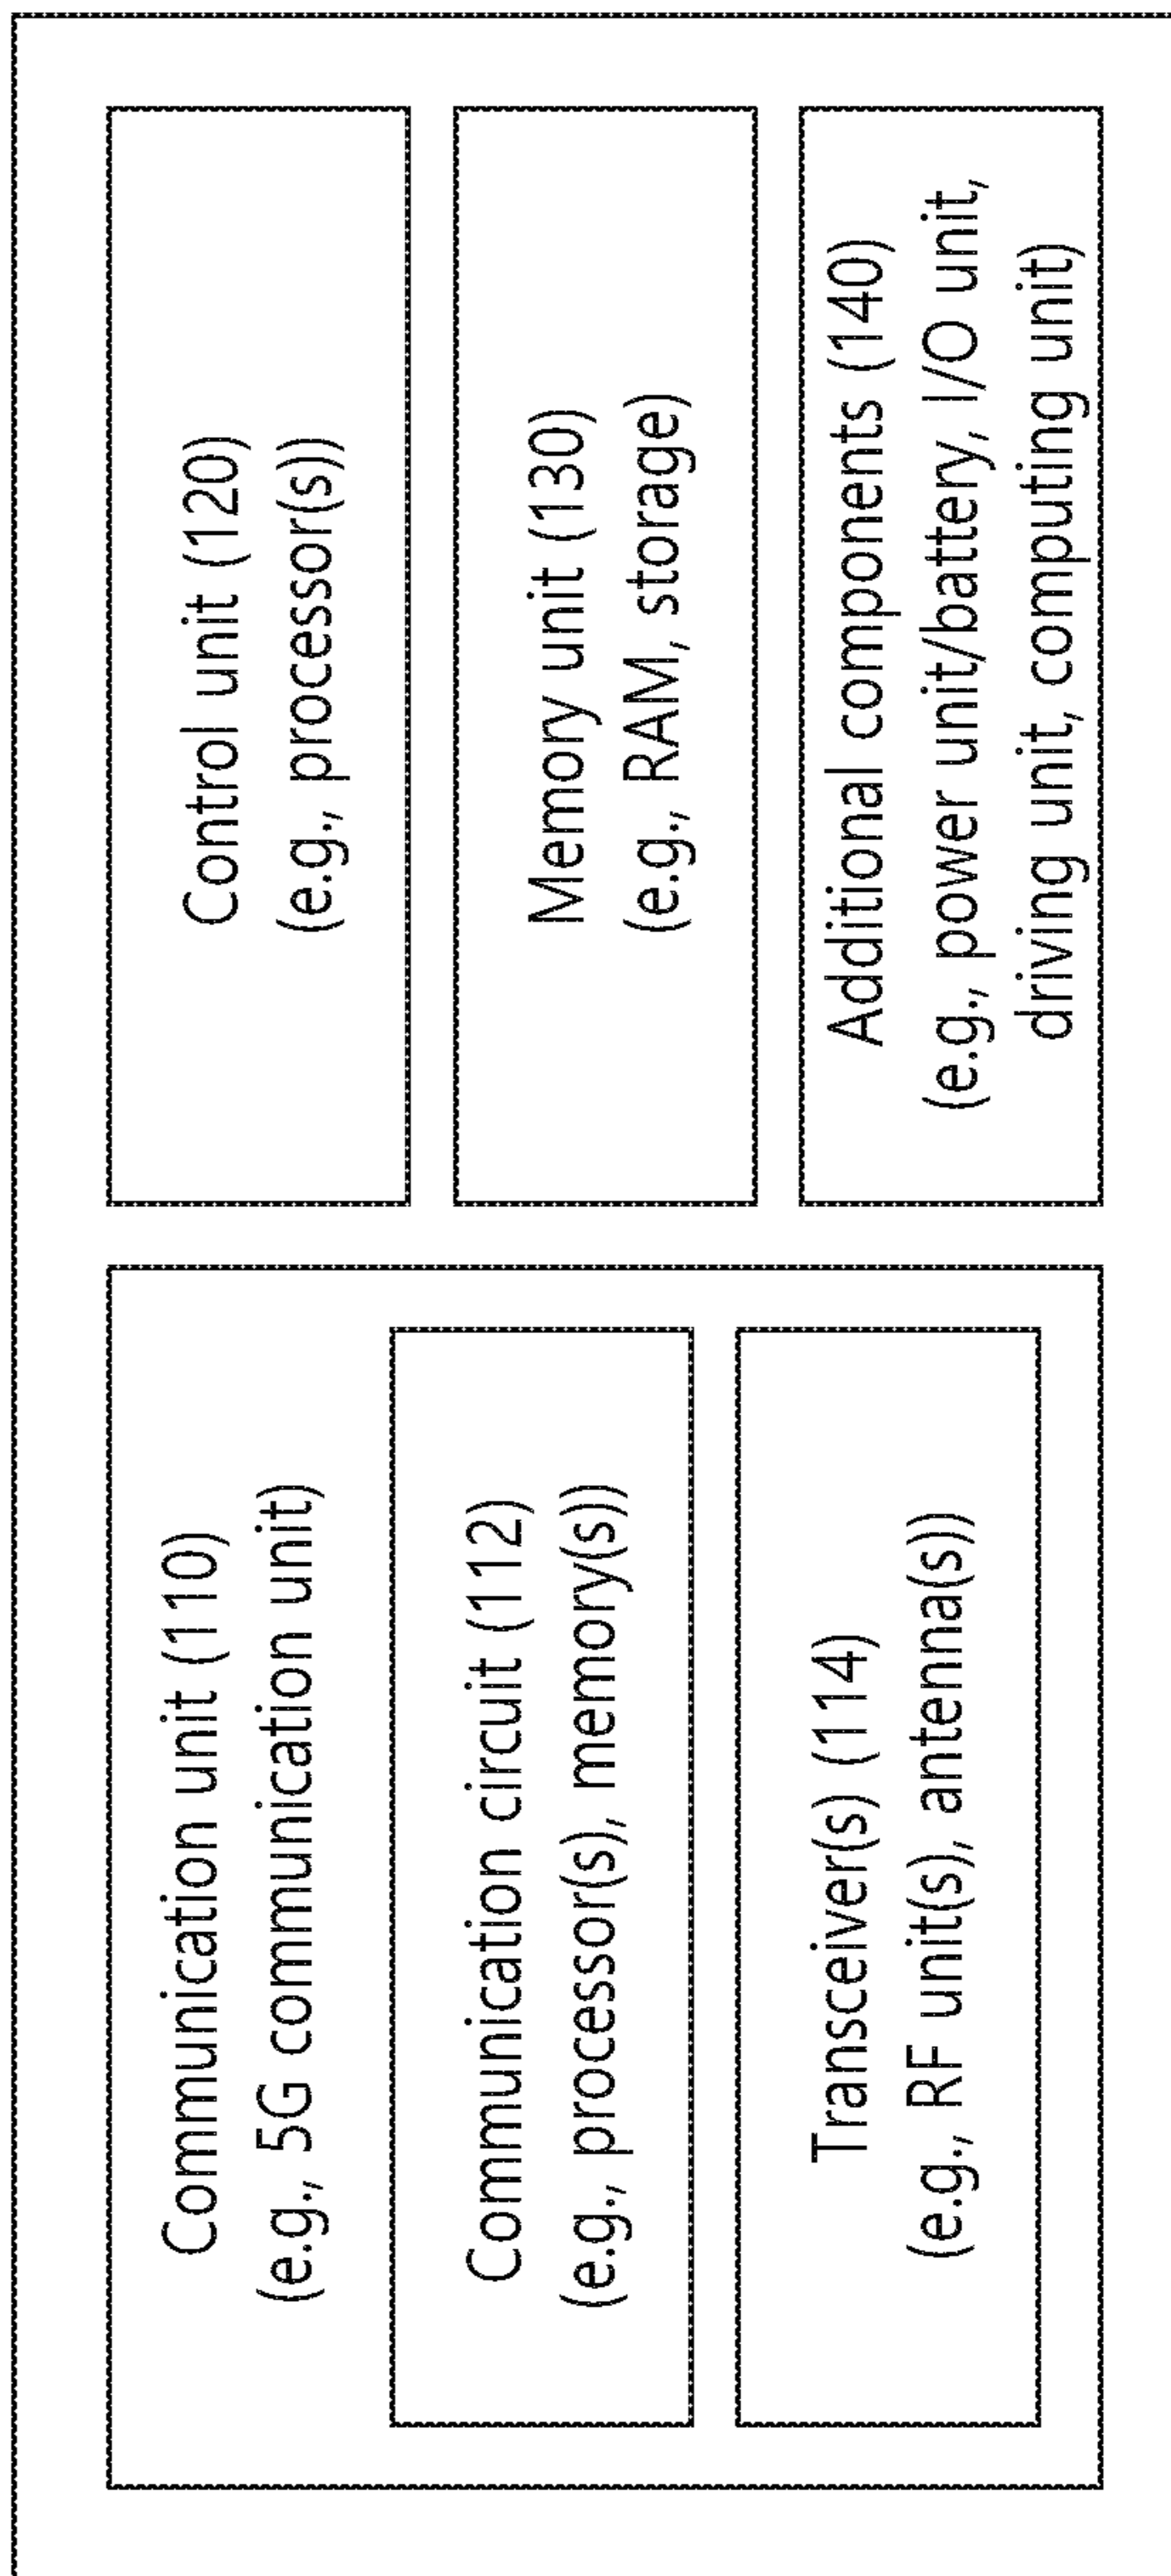 Communication unit (110)
(e.g., 5G communication unit)
Communication circuit (112)
(e.g., processor(s), memory(s))
Transceiver(s) (114)
(e.g., RF unit(s), antenna(s))
Control unit (120)
(e.g., processor(s))
Memory unit (130)
(e.g., RAM, storage)
Additional components (140)
(e.g., power unit/battery, I/O unit,
driving unit, computing unit)